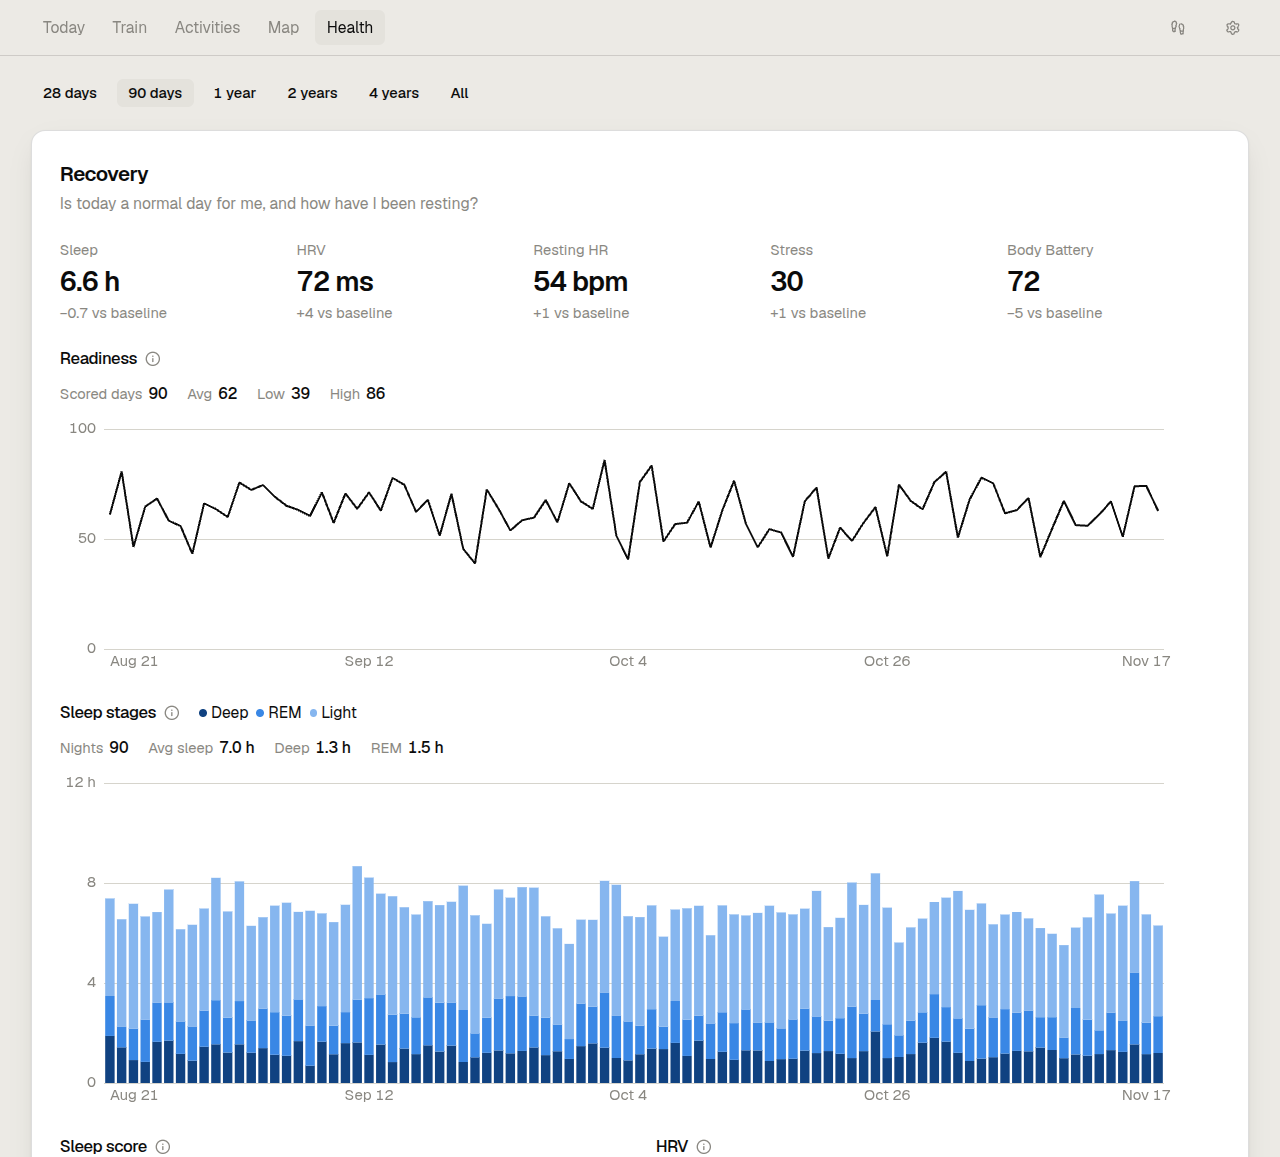 Today Train Activities Map Health
28 days 90 days 1 year 2 years 4 years All
Recovery
Is today a normal day for me, and how have I been resting?
Sleep HRV Resting HR Stress Body Battery
6.6 h 72 ms 54 bpm 30 72
−0.7 vs baseline +4 vs baseline +1 vs baseline +1 vs baseline −5 vs baseline
Readiness
Scored days 90 Avg 62 Low 39 High 86
100
50
0
Aug 21 Sep 12 Oct 4 Oct 26 Nov 17
Sleep stages Deep REM Light
Nights 90 Avg sleep 7.0 h Deep 1.3 h REM 1.5 h
12 h
8
4
0
Aug 21 Sep 12 Oct 4 Oct 26 Nov 17
Sleep score HRV